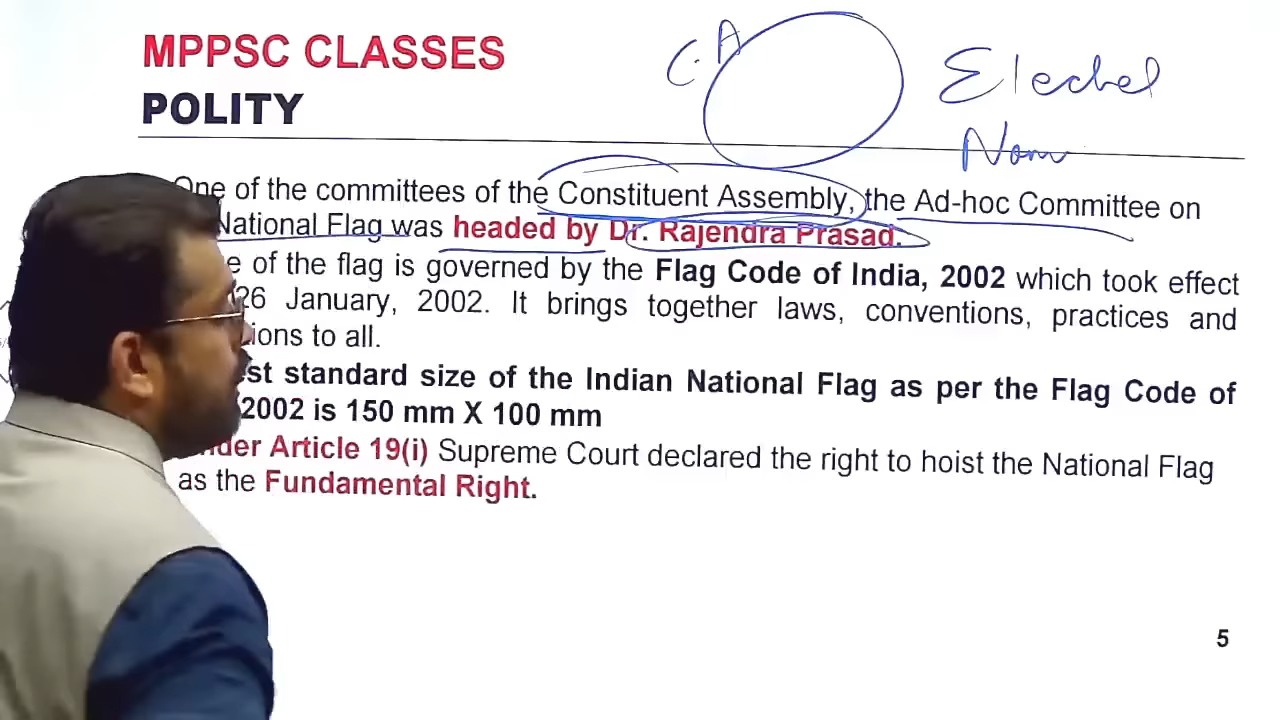 MPPSC CLASSES
POLITY
C.A
Elected
Nom
One of the committees of the Constituent Assembly, the Ad-hoc Committee on
National Flag was headed by Dr. Rajendra Prasad.
of the flag is governed by the Flag Code of India, 2002 which took effect
26 January, 2002. It brings together laws, conventions, practices and
to all.
standard size of the Indian National Flag as per the Flag Code of
2002 is 150 mm X 100 mm
Under Article 19(i) Supreme Court declared the right to hoist the National Flag
as the Fundamental Right.
5